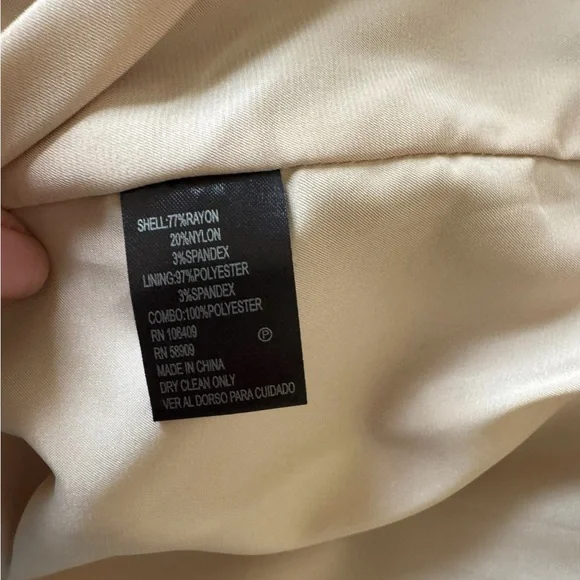 SHELL:77%RAYON
20%NYLON
3%SPANDEX
LINING:97%POLYESTER
3%SPANDEX
COMBO:100%POLYESTER
RN 106409
P
RN 58909
MADE IN CHINA
DRY CLEAN ONLY
VER AL DORSO PARA CUIDADO